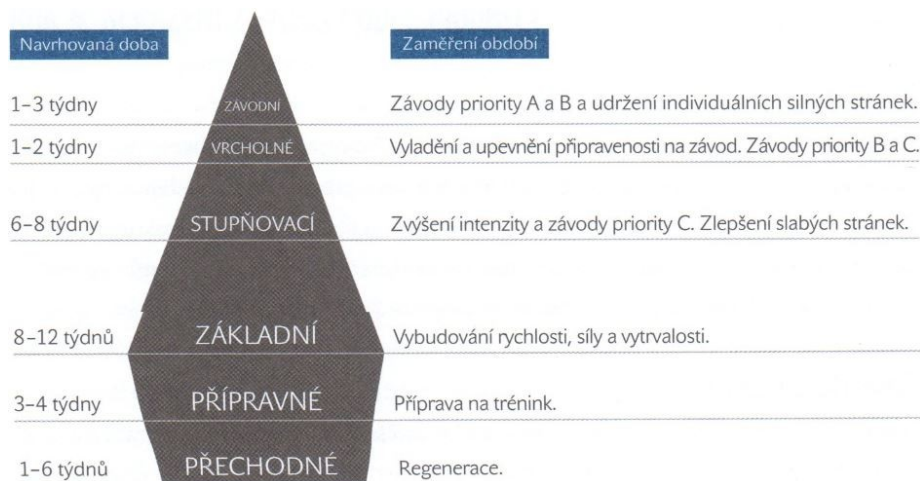 Navrhovaná doba
Zaměření období
1–3 týdny ZÁVODNÍ Závody priority A a B a udržení individuálních silných stránek.
1–2 týdny VRCHOLNÉ Vyladění a upevnění připravenosti na závod. Závody priority B a C.
6–8 týdny STUPŇOVACÍ Zvýšení intenzity a závody priority C. Zlepšení slabých stránek.
8–12 týdnů ZÁKLADNÍ Vybudování rychlosti, síly a vytrvalosti.
3–4 týdny PŘÍPRAVNÉ Příprava na trénink.
1–6 týdnů PŘECHODNÉ Regenerace.